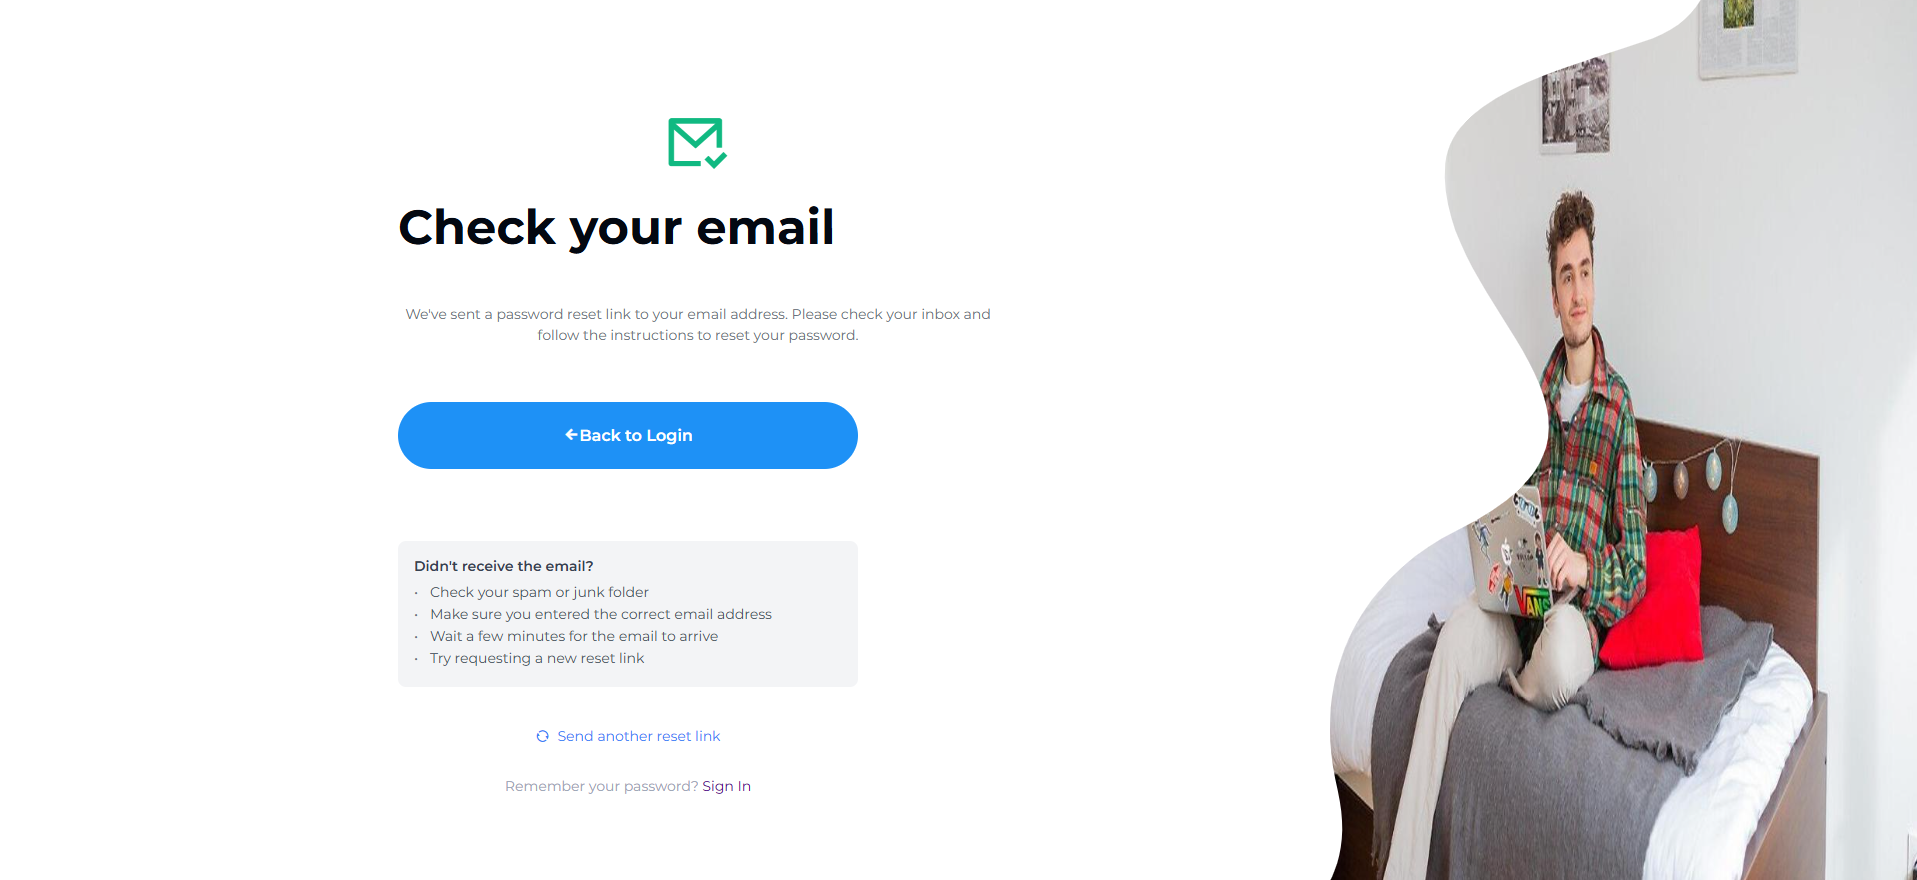 Check your email
We've sent a password reset link to your email address. Please check your inbox and
follow the instructions to reset your password.
←Back to Login
Didn't receive the email?
• Check your spam or junk folder
• Make sure you entered the correct email address
• Wait a few minutes for the email to arrive
• Try requesting a new reset link
Send another reset link
Remember your password? Sign In
VANS